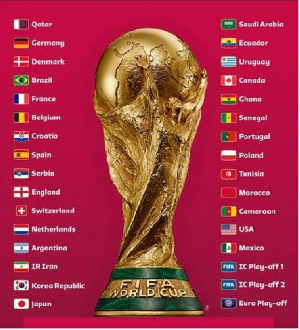 Qatar
Germany
Denmark
Brazil
France
Belgium
Croatia
Spain
Serbia
England
Switzerland
Netherlands
Argentina
IR Iran
Korea Republic
Japan
FIFA
WORLD CUP
Saudi Arabia
Ecuador
Uruguay
Canada
Ghana
Senegal
Portugal
Poland
Tunisia
Morocco
Cameroon
USA
Mexico
FIFA IC Play-off 1
FIFA IC Play-off 2
Euro Play-off